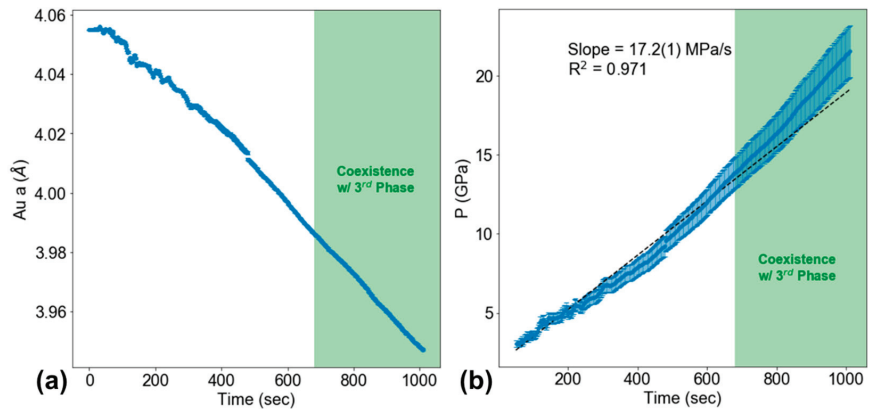 4.06
4.04
4.02
4.00
3.98
3.96
Au a (Å)
0
200
400
600
800
1000
Time (sec)
Coexistence
w/ 3rd Phase
(a)
20
15
10
5
P (GPa)
200
400
600
800
1000
Time (sec)
Slope = 17.2(1) MPa/s
R² = 0.971
Coexistence
w/ 3rd Phase
(b)